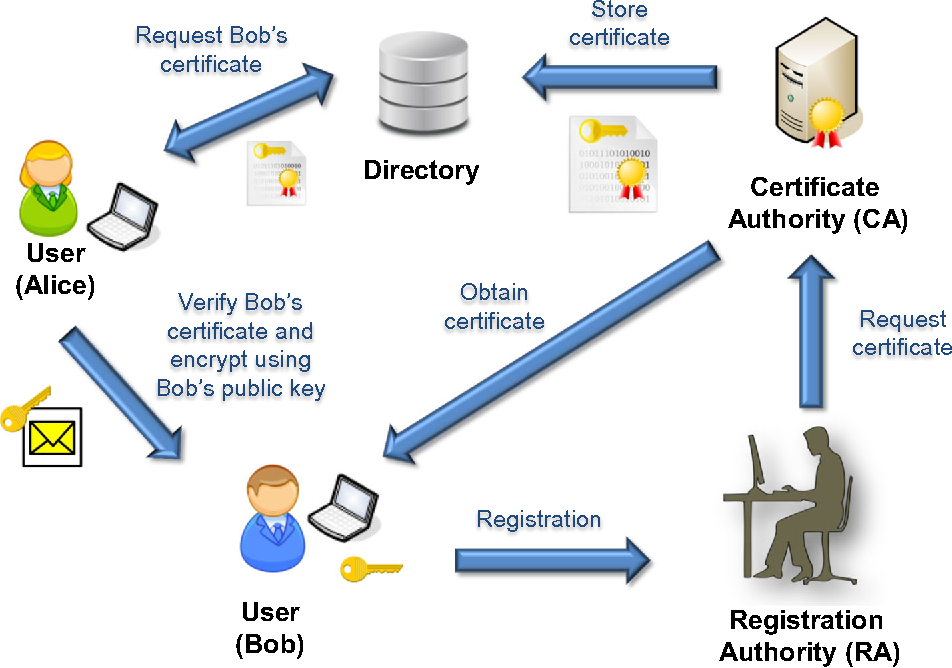 Request Bob's
certificate
Store
certificate
Directory
Certificate
Authority (CA)
User
(Alice)
Verify Bob's
certificate and
encrypt using
Bob's public key
Obtain
certificate
Request
certificate
Registration
User
(Bob)
Registration
Authority (RA)